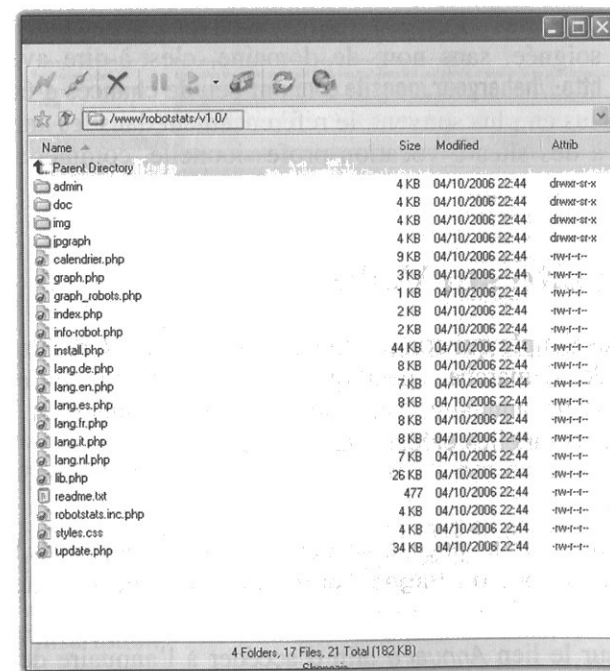 /www/robotstats/v1.0/
Name Size Modified Attrib
Parent Directory
admin 4 KB 04/10/2006 22:44 drwxr-sr-x
doc 4 KB 04/10/2006 22:44 drwxr-sr-x
img 4 KB 04/10/2006 22:44 drwxr-sr-x
jpgraph 4 KB 04/10/2006 22:44 drwxr-sr-x
calendrier.php 9 KB 04/10/2006 22:44 -rw-r--r--
graph.php 3 KB 04/10/2006 22:44 -rw-r--r--
graph_robots.php 1 KB 04/10/2006 22:44 -rw-r--r--
index.php 2 KB 04/10/2006 22:44 -rw-r--r--
info-robot.php 2 KB 04/10/2006 22:44 -rw-r--r--
install.php 44 KB 04/10/2006 22:44 -rw-r--r--
lang.de.php 8 KB 04/10/2006 22:44 -rw-r--r--
lang.en.php 7 KB 04/10/2006 22:44 -rw-r--r--
lang.es.php 8 KB 04/10/2006 22:44 -rw-r--r--
lang.fr.php 8 KB 04/10/2006 22:44 -rw-r--r--
lang.it.php 8 KB 04/10/2006 22:44 -rw-r--r--
lang.nl.php 7 KB 04/10/2006 22:44 -rw-r--r--
lib.php 26 KB 04/10/2006 22:44 -rw-r--r--
readme.txt 477 04/10/2006 22:44 -rw-r--r--
robotstats.inc.php 4 KB 04/10/2006 22:44 -rw-r--r--
styles.css 4 KB 04/10/2006 22:44 -rw-r--r--
update.php 34 KB 04/10/2006 22:44 -rw-r--r--
4 Folders, 17 Files, 21 Total (182 KB)